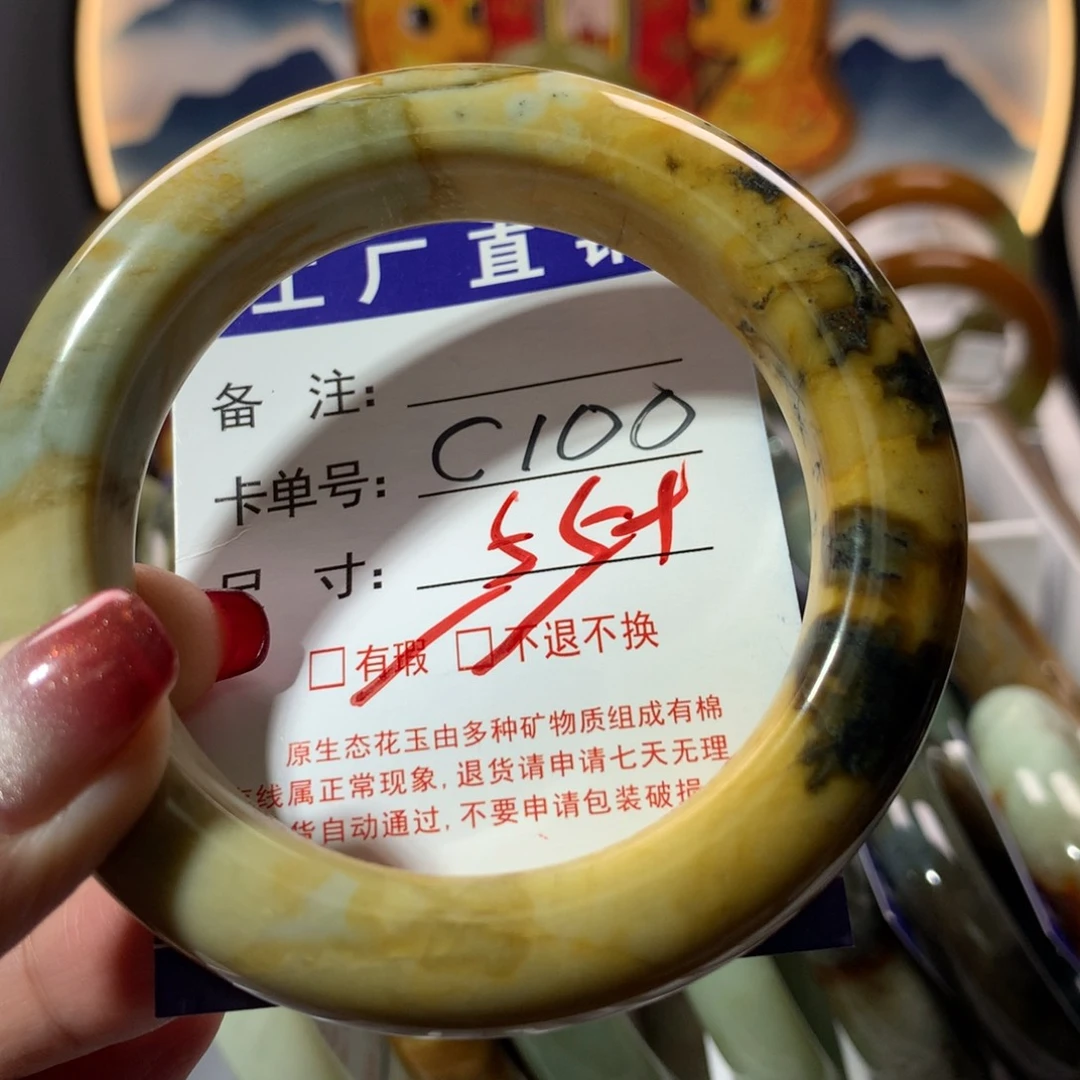 工厂直销
备 注:
卡单号: C100
尺 寸:
□有瑕 □不退不换
原生态花玉由多种矿物质组成有棉
线属正常现象,退货请申请七天无理
货自动通过,不要申请包装破损